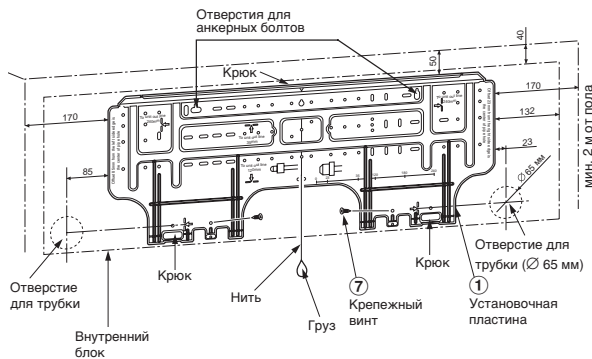 Отверстия для
анкерных болтов
Крюк
40
50
170
170
132
23
85
Ø 65 мм
мин. 2 м от пола
Отверстие
для трубки
Крюк
Внутренний
блок
Нить
Груз
7
Крепежный
винт
Крюк
1
Установочная
пластина
Отверстие для
трубки (Ø 65 мм)